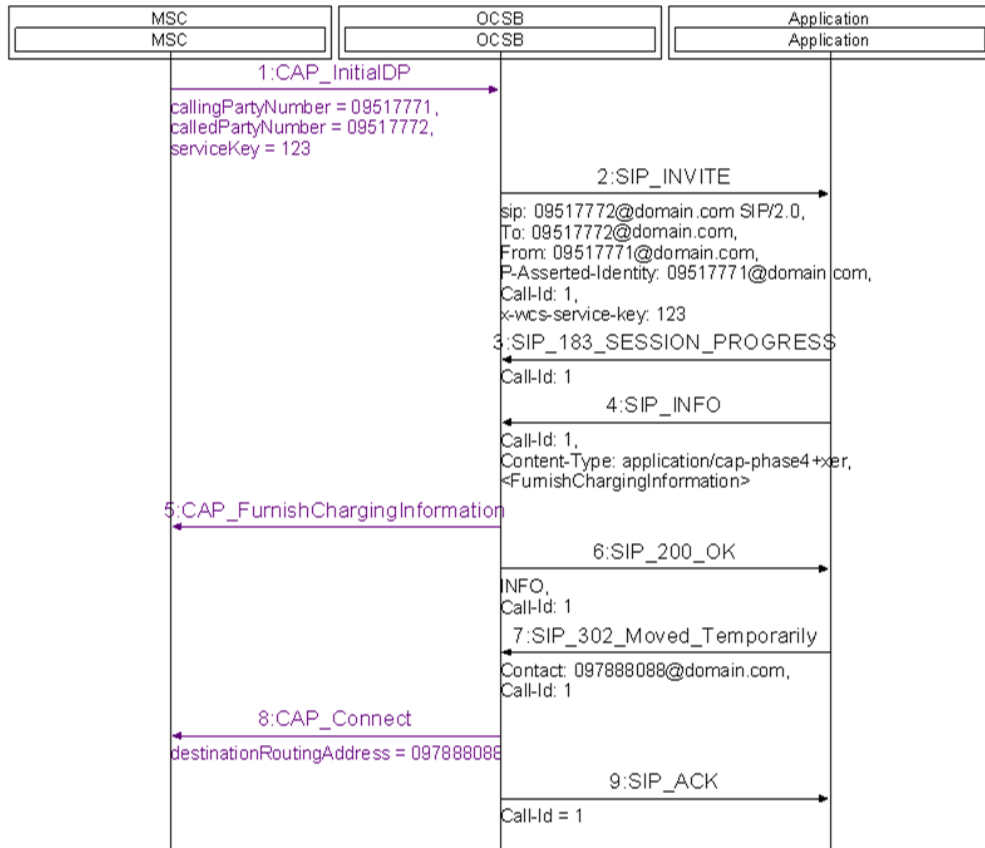 MSC
OCSB
Application
MSC
OCSB
Application
1:CAP_InitialDP
callingPartyNumber = 09517771,
calledPartyNumber = 09517772,
serviceKey = 123
2:SIP_INVITE
sip: 09517772@domain.com SIP/2.0,
To: 09517772@domain.com,
From: 09517771@domain.com,
P-Asserted-Identity: 09517771@domain.com,
Call-Id: 1,
x-wcs-service-key: 123
3:SIP_183_SESSION_PROGRESS
Call-Id: 1
4:SIP_INFO
Call-Id: 1,
Content-Type: application/cap-phase4+xer,
<FurnishChargingInformation>
5:CAP_FurnishChargingInformation
6:SIP_200_OK
INFO,
Call-Id: 1
7:SIP_302_Moved_Temporarily
Contact: 097888088@domain.com,
Call-Id: 1
8:CAP_Connect
destinationRoutingAddress = 097888088
9:SIP_ACK
Call-Id = 1